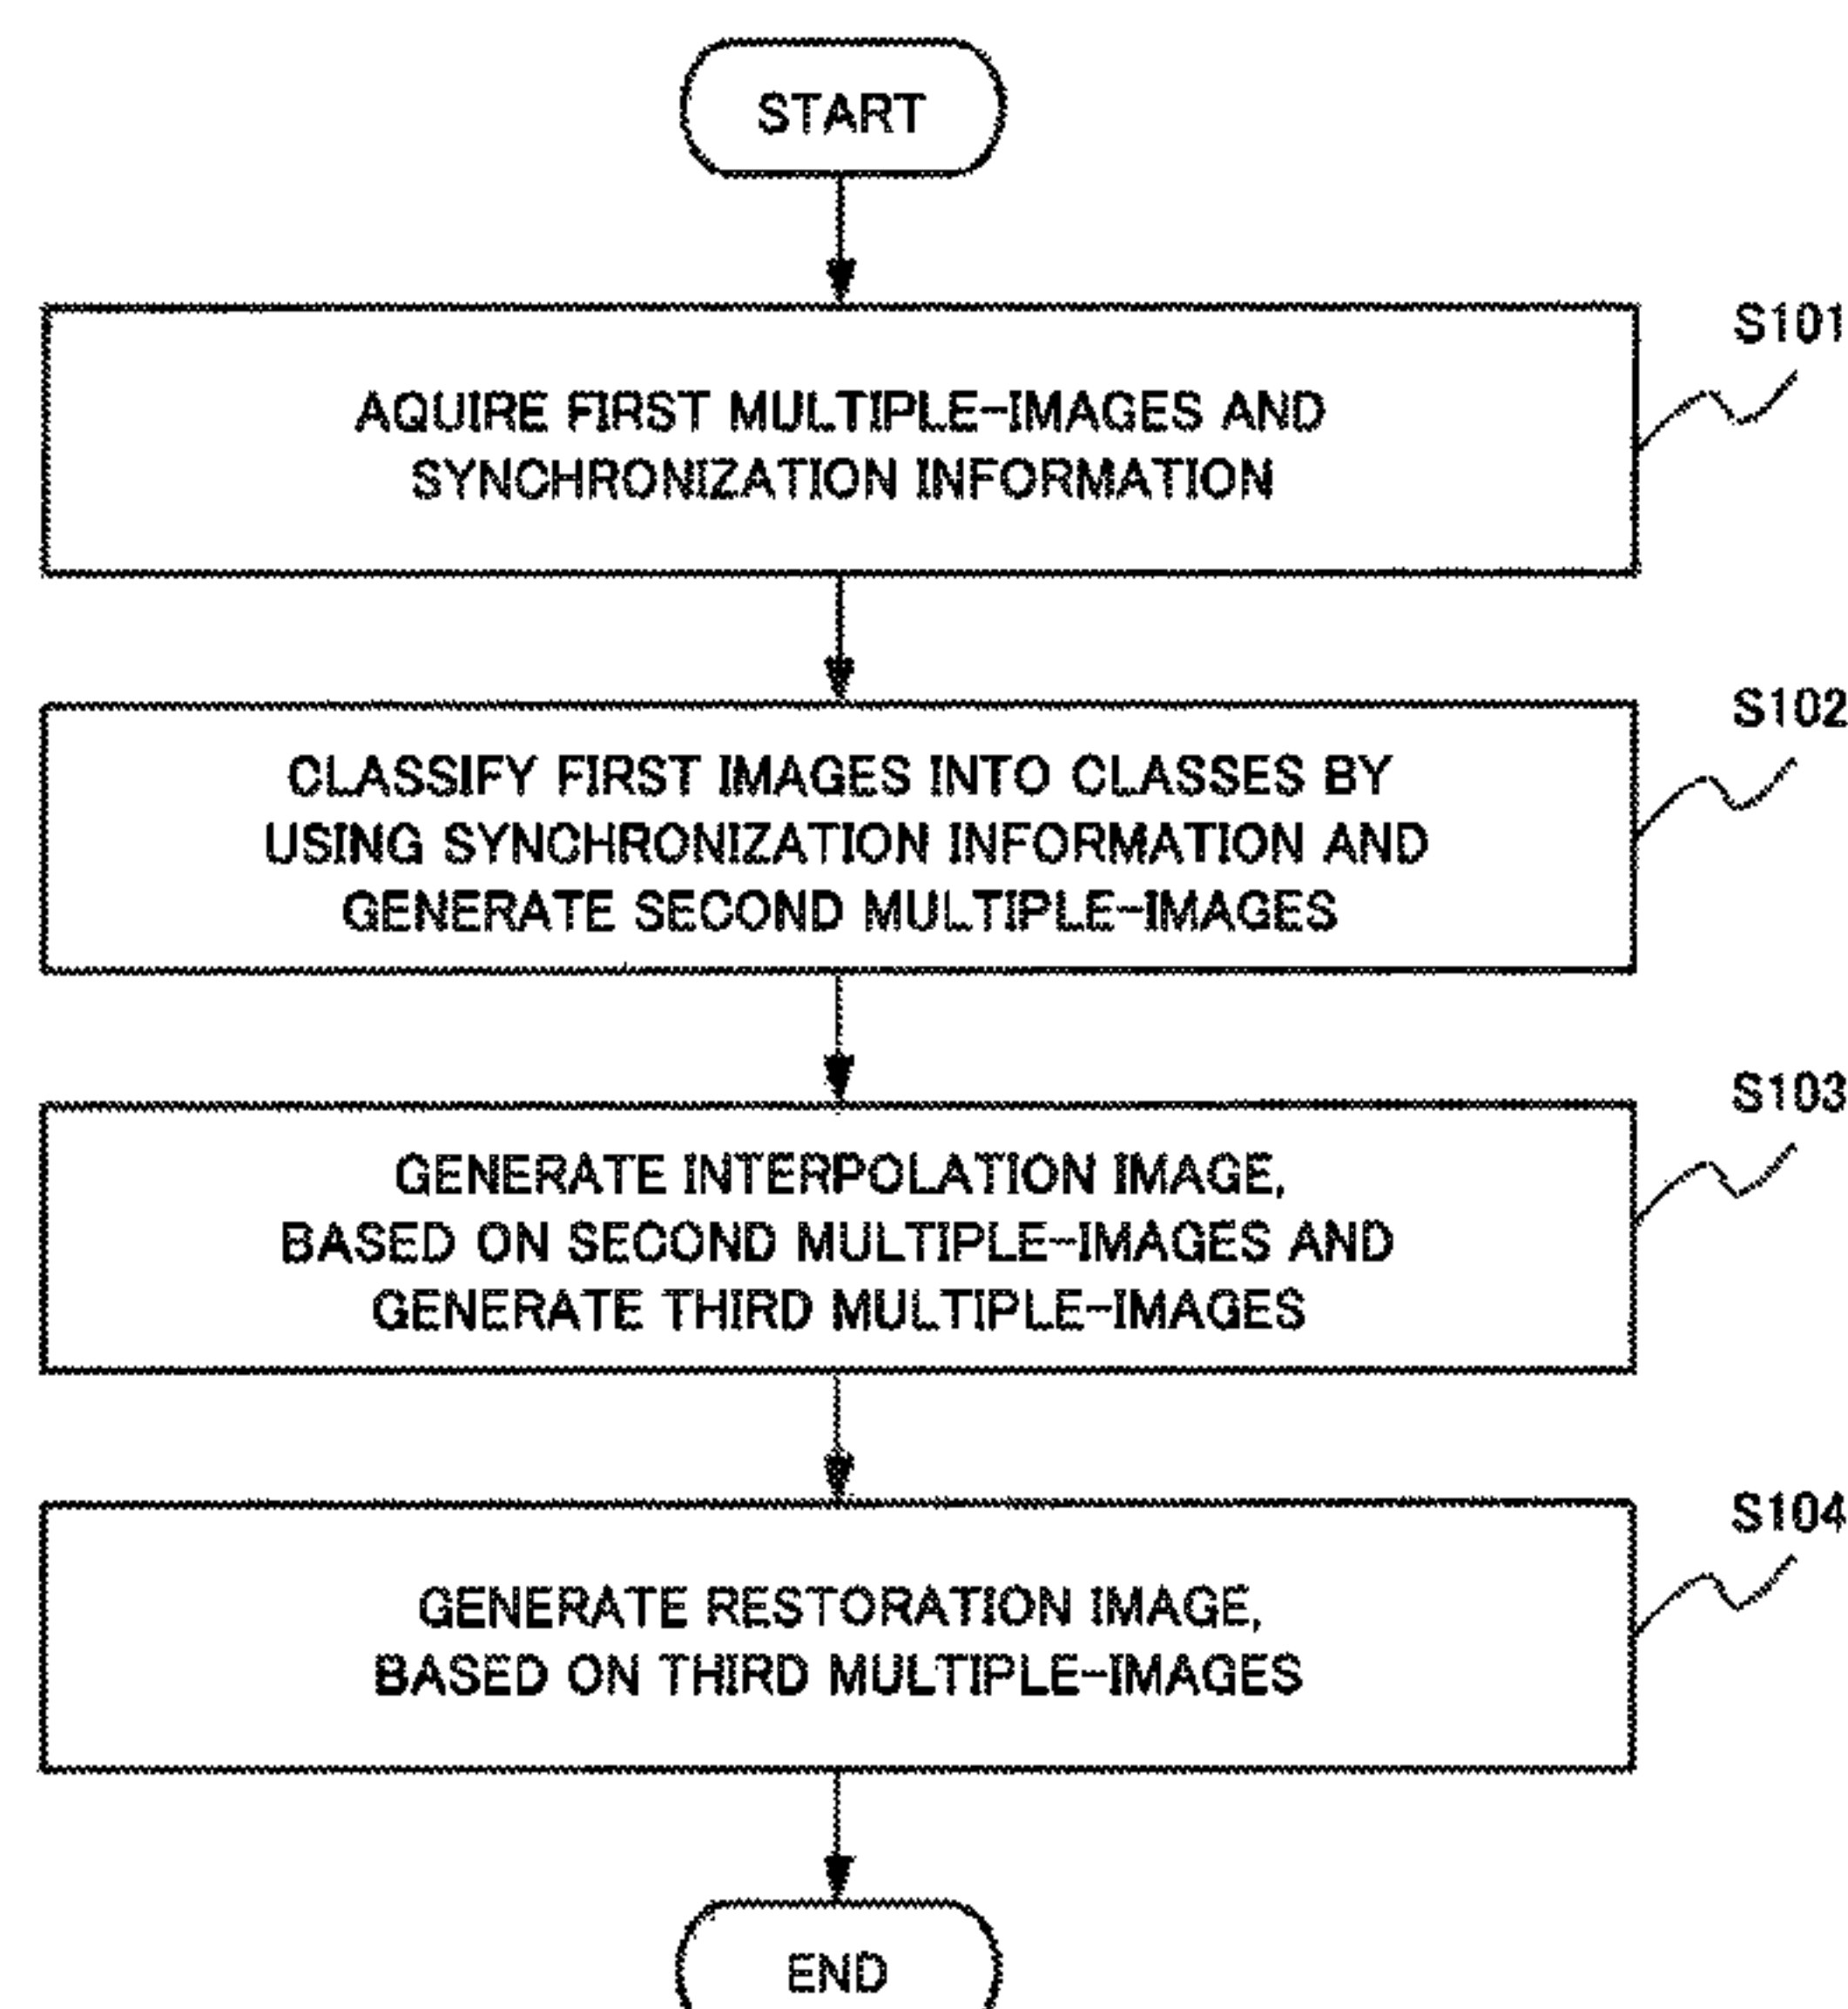 START
S101
AQUIRE FIRST MULTIPLE-IMAGES AND
SYNCHRONIZATION INFORMATION
S102
CLASSIFY FIRST IMAGES INTO CLASSES BY
USING SYNCHRONIZATION INFORMATION AND
GENERATE SECOND MULTIPLE-IMAGES
S103
GENERATE INTERPOLATION IMAGE,
BASED ON SECOND MULTIPLE-IMAGES AND
GENERATE THIRD MULTIPLE-IMAGES
S104
GENERATE RESTORATION IMAGE,
BASED ON THIRD MULTIPLE-IMAGES
END